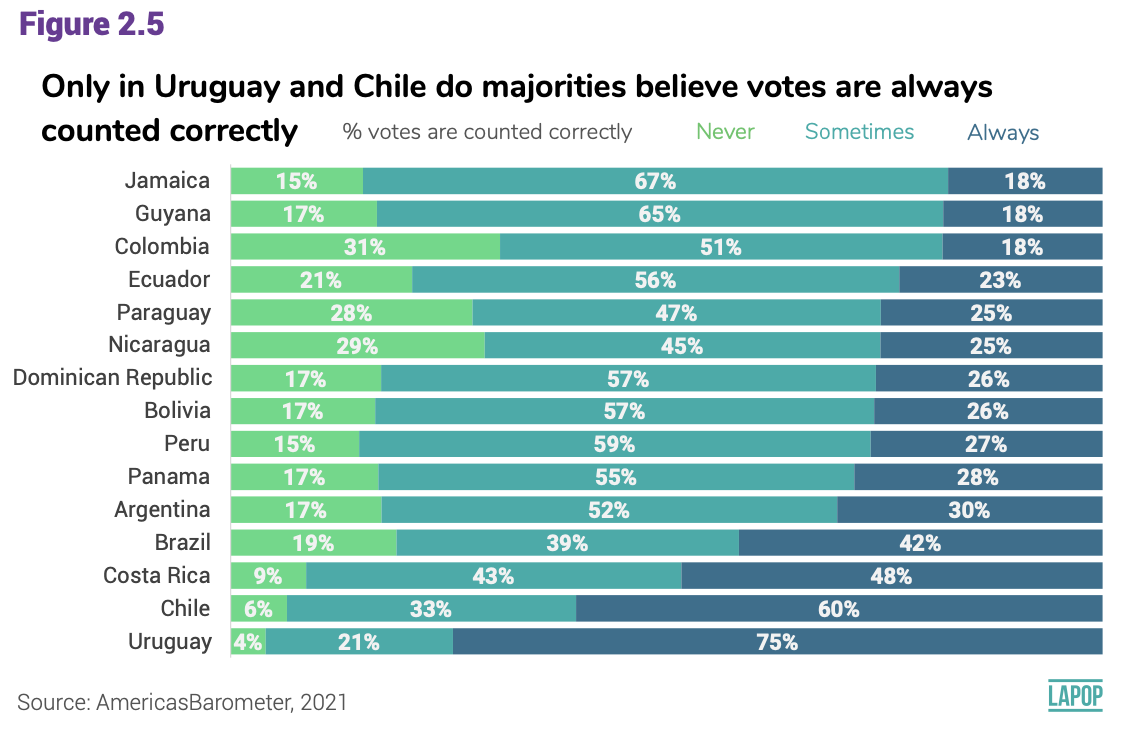 Figure 2.5
Only in Uruguay and Chile do majorities believe votes are always
counted correctly % votes are counted correctly Never Sometimes Always
Jamaica 15% 67% 18%
Guyana 17% 65% 18%
Colombia 31% 51% 18%
Ecuador 21% 56% 23%
Paraguay 28% 47% 25%
Nicaragua 29% 45% 25%
Dominican Republic 17% 57% 26%
Bolivia 17% 57% 26%
Peru 15% 59% 27%
Panama 17% 55% 28%
Argentina 17% 52% 30%
Brazil 19% 39% 42%
Costa Rica 9% 43% 48%
Chile 6% 33% 60%
Uruguay 4% 21% 75%
Source: AmericasBarometer, 2021
LAPOP